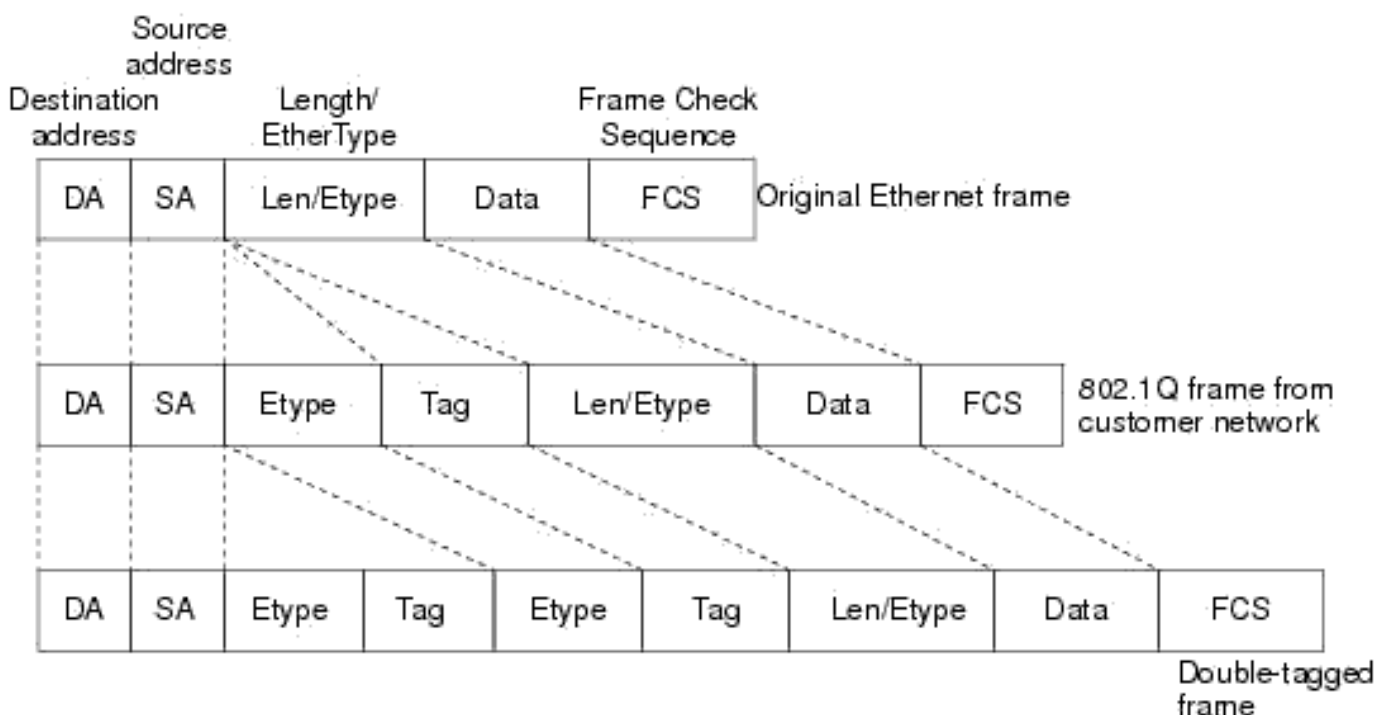 Source
address
Destination
address
Length/
EtherType
Frame Check
Sequence
DA SA Len/Etype Data FCS Original Ethernet frame
DA SA Etype Tag Len/Etype Data FCS
802.1Q frame from
customer network
DA SA Etype Tag Etype Tag Len/Etype Data FCS
Double-tagged
frame